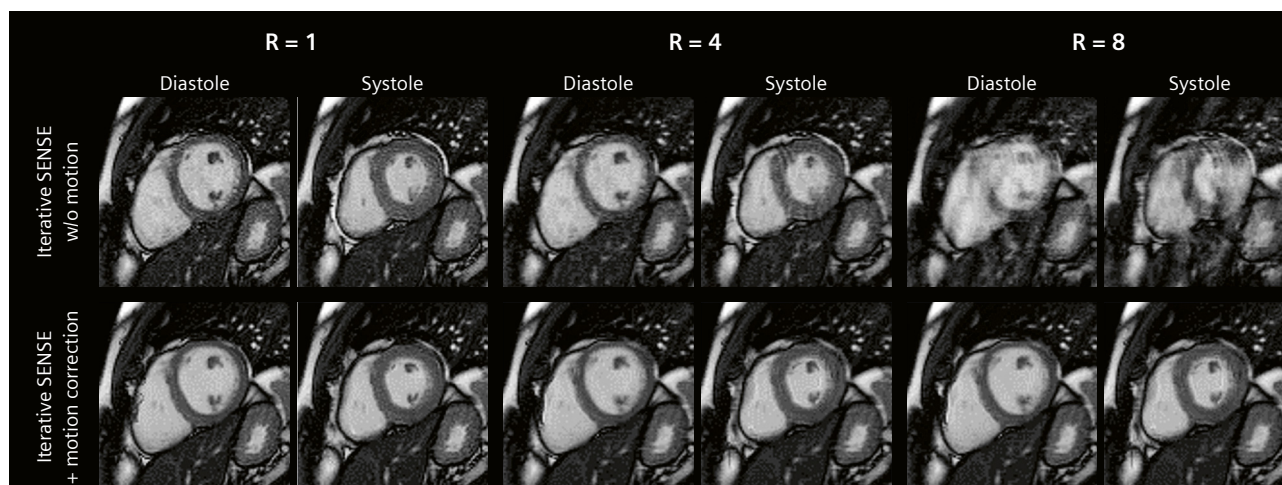 R = 1
R = 4
R = 8
Diastole
Systole
Diastole
Systole
Diastole
Systole
Iterative SENSE
w/o motion
Iterative SENSE
+ motion correction